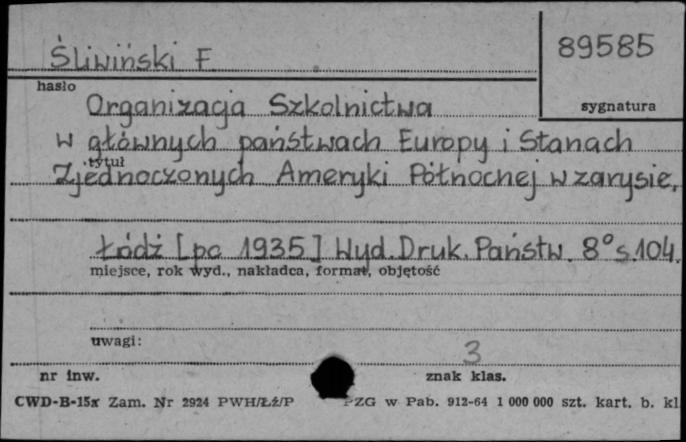 Śliwiński F
89585
hasło
sygnatura
Organizacja Szkolnictwa
w głównych państwach Europy i Stanach
tytuł
Zjednoczonych Ameryki Północnej w zarysie.
Łódź [po 1935] Wyd. Druk. Państw. 8° s. 104.
miejsce, rok wyd., nakładca, format, objętość
uwagi:
3
nr inw.
znak klas.
CWD-B-15x Zam. Nr 2924 PWH/Łź/P PZG w Pab. 912-64 1 000 000 szt. kart. b. kl